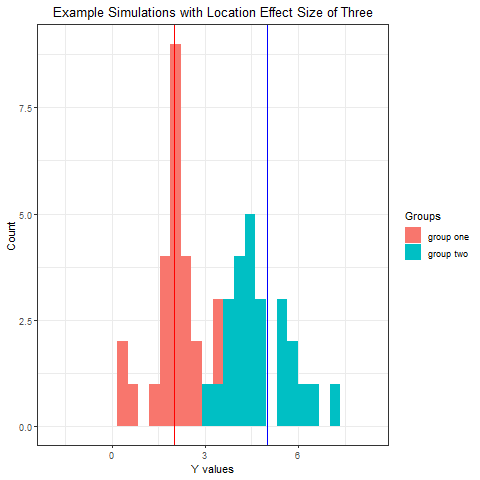 Example Simulations with Location Effect Size of Three
7.5
5.0
2.5
0.0
Count
0 3 6
Y values
Groups
group one
group two